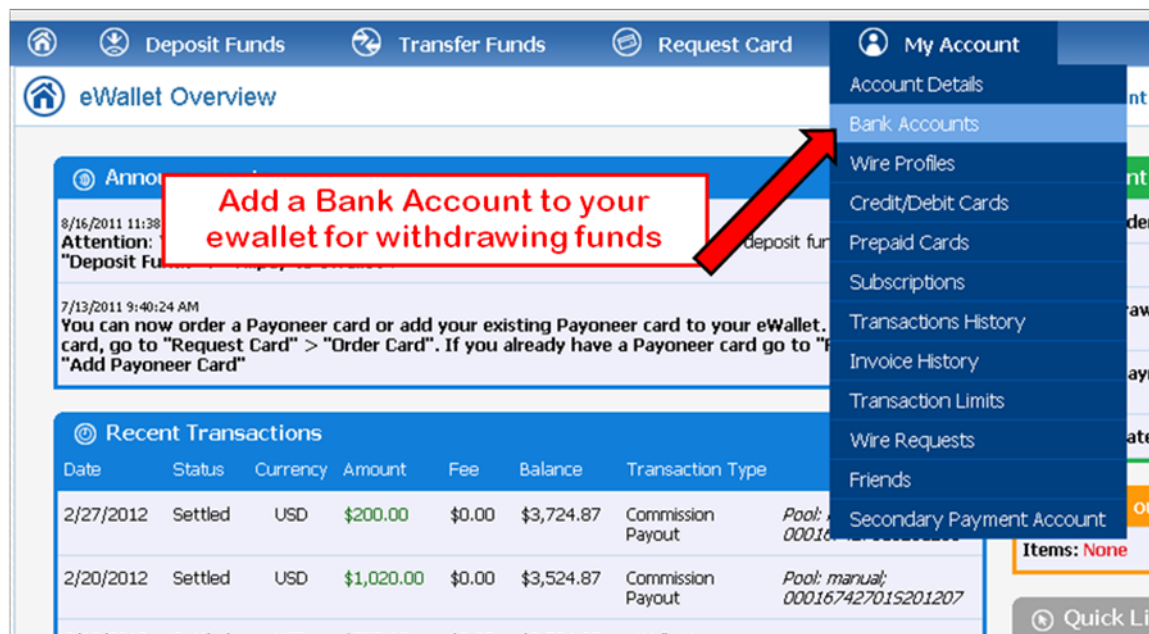 Deposit Funds Transfer Funds Request Card My Account
eWallet Overview
Account Details
Bank Accounts
Wire Profiles
Credit/Debit Cards
Prepaid Cards
Subscriptions
Transactions History
Invoice History
Transaction Limits
Wire Requests
Friends
Secondary Payment Account
Add a Bank Account to your
ewallet for withdrawing funds
8/16/2011 11:38
Attention: deposit
"Deposit
7/13/2011 9:40:24 AM
You can now order a Payoneer card or add your existing Payoneer card to your eWallet.
card, go to "Request Card" > "Order Card". If you already have a Payoneer card go to
"Add Payoneer Card"
Recent Transactions
Date Status Currency Amount Fee Balance Transaction Type
2/27/2012 Settled USD $200.00 $0.00 $3,724.87 Commission Pool:
Payout
2/20/2012 Settled USD $1,020.00 $0.00 $3,524.87 Commission Pool: manual;
Payout 00016742701S201207
Items: None
Quick